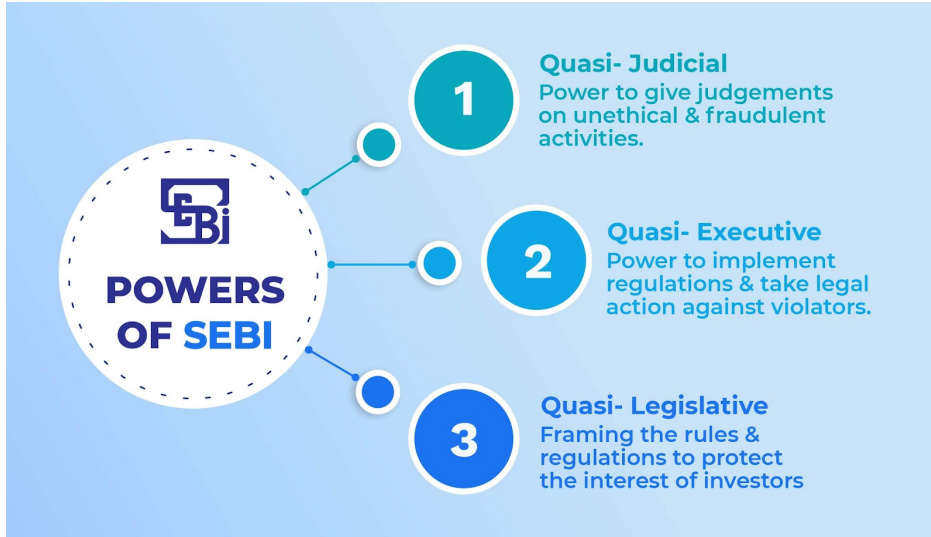 SEBi
POWERS
OF SEBI
1
Quasi- Judicial
Power to give judgements
on unethical & fraudulent
activities.
2
Quasi- Executive
Power to implement
regulations & take legal
action against violators.
3
Quasi- Legislative
Framing the rules &
regulations to protect
the interest of investors